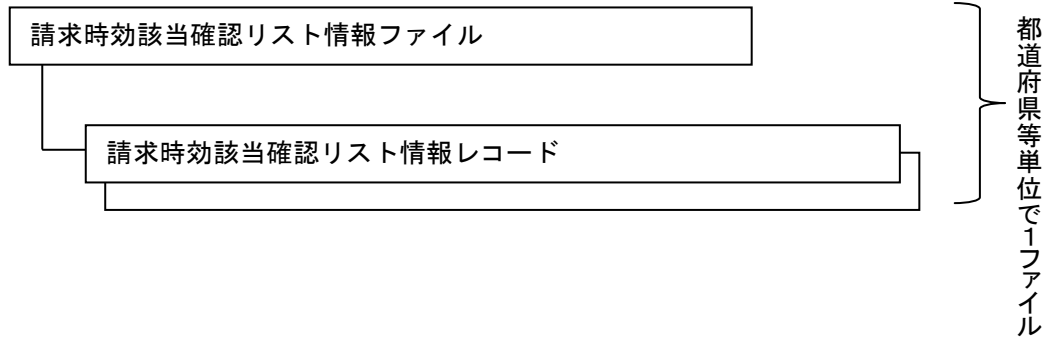 請求時効該当確認リスト情報ファイル
請求時効該当確認リスト情報レコード
都道府県等単位で1ファイル